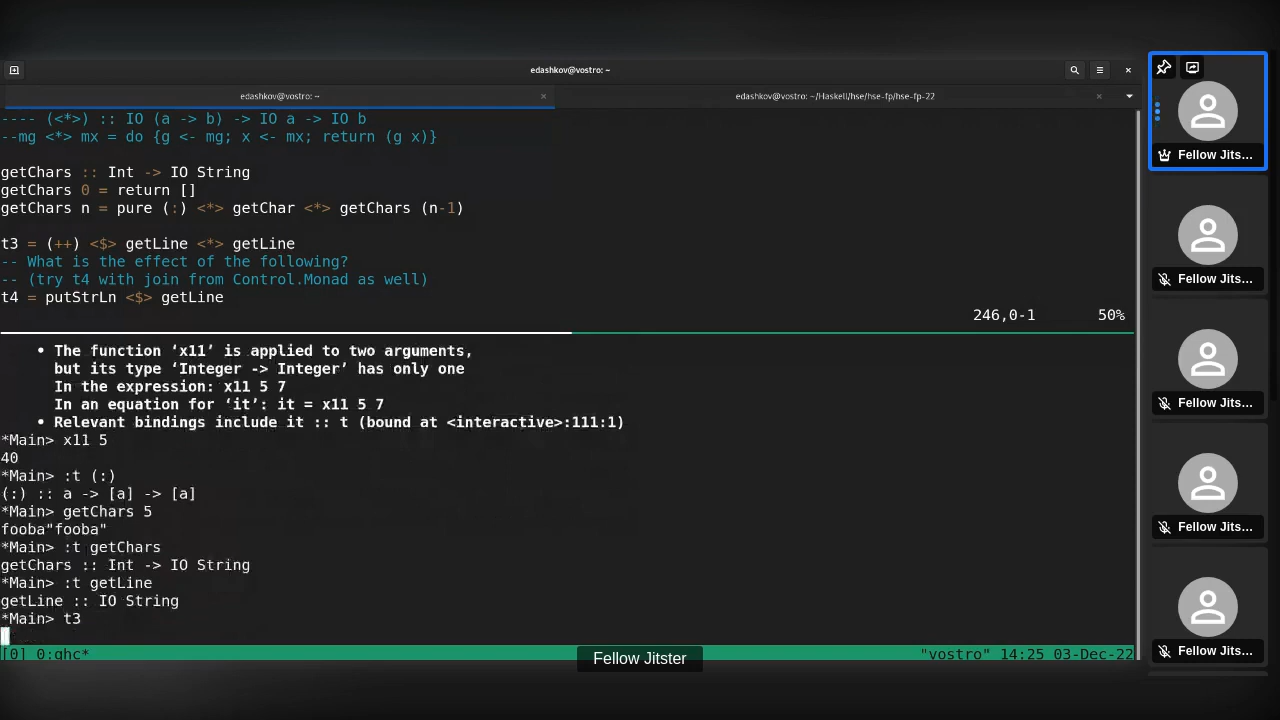 edashkov@vostro: ~
edashkov@vostro: ~
edashkov@vostro: ~/Haskell/hse/hse-fp/hse-fp-22
---- (<*>) :: IO (a -> b) -> IO a -> IO b
--mg <*> mx = do {g <- mg; x <- mx; return (g x)}
getChars :: Int -> IO String
getChars 0 = return []
getChars n = pure (:) <*> getChar <*> getChars (n-1)
t3 = (++) <$> getLine <*> getLine
-- What is the effect of the following?
-- (try t4 with join from Control.Monad as well)
t4 = putStrLn <$> getLine
246,0-1 50%
• The function ‘x11’ is applied to two arguments,
but its type ‘Integer -> Integer’ has only one
In the expression: x11 5 7
In an equation for ‘it’: it = x11 5 7
• Relevant bindings include it :: t (bound at <interactive>:111:1)
*Main> x11 5
40
*Main> :t (:)
(:) :: a -> [a] -> [a]
*Main> getChars 5
fooba"fooba"
*Main> :t getChars
getChars :: Int -> IO String
*Main> :t getLine
getLine :: IO String
*Main> t3
[0] 0:ghc* "vostro" 14:25 03-Dec-22
Fellow Jitster
Fellow Jits...
Fellow Jits...
Fellow Jits...
Fellow Jits...
Fellow Jits...